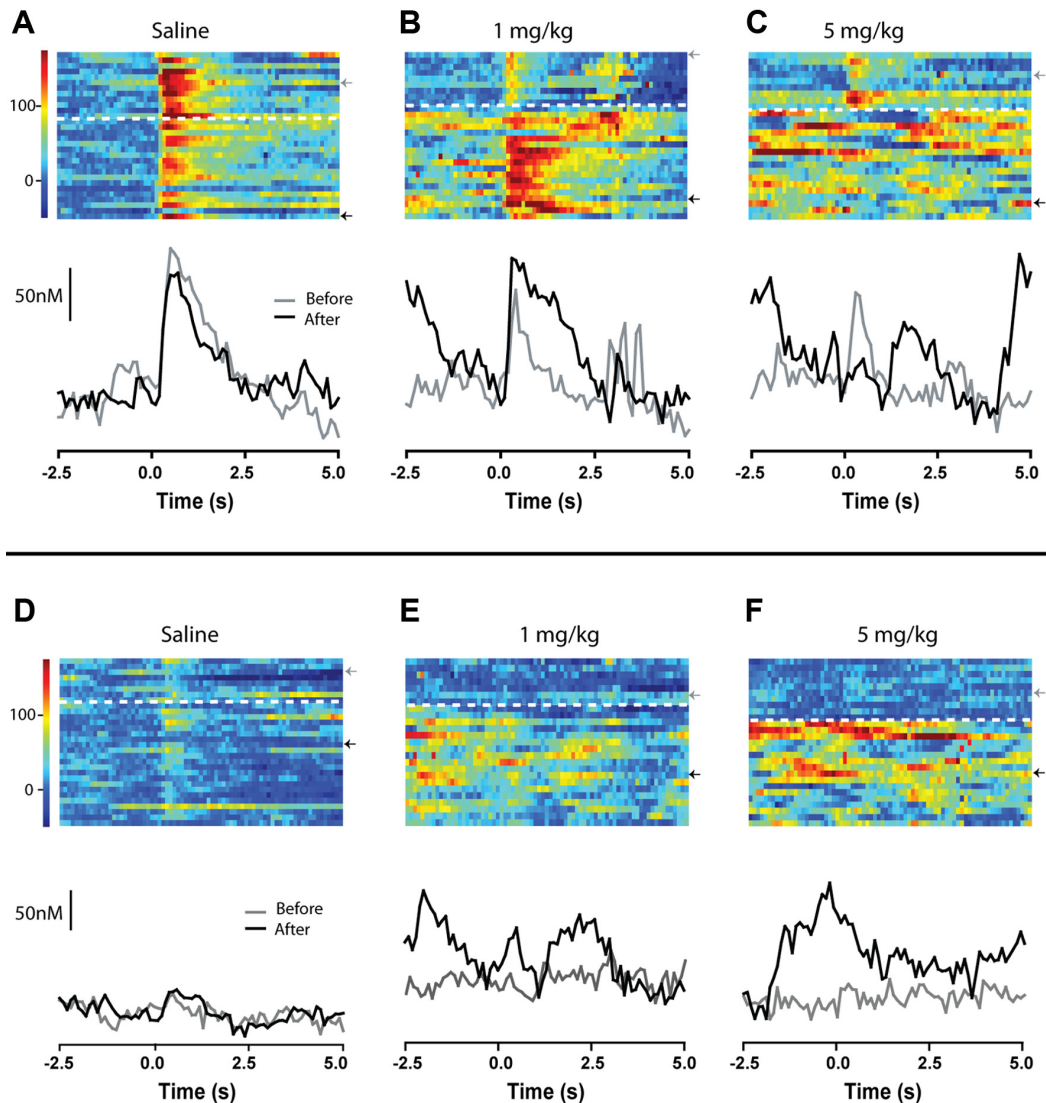 A B C
Saline 1 mg/kg 5 mg/kg
100
0
50nM
Before
After
-2.5 0.0 2.5 5.0 -2.5 0.0 2.5 5.0 -2.5 0.0 2.5 5.0
Time (s) Time (s) Time (s)
D E F
Saline 1 mg/kg 5 mg/kg
100
0
50nM
Before
After
-2.5 0.0 2.5 5.0 -2.5 0.0 2.5 5.0 -2.5 0.0 2.5 5.0
Time (s) Time (s) Time (s)